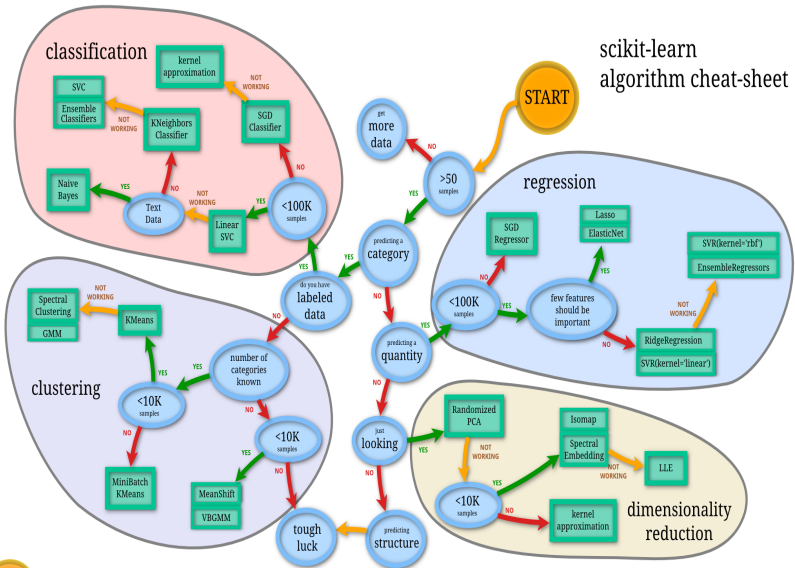 scikit-learn
algorithm cheat-sheet
START
get
more
data
NO
>50
samples
YES
predicting a
category
YES
NO
do you have
labeled
data
YES
NO
predicting a
quantity
YES
NO
just
looking
YES
NO
predicting
structure
tough
luck
classification
kernel
approximation
NOT
WORKING
SVC
Ensemble
Classifiers
NOT
WORKING
KNeighbors
Classifier
SGD
Classifier
NO
NO
Naive
Bayes
YES
Text
Data
NOT
WORKING
Linear
SVC
YES
<100K
samples
regression
SGD
Regressor
NO
<100K
samples
YES
Lasso
ElasticNet
YES
few features
should be
important
NO
SVR(kernel='rbf')
EnsembleRegressors
NOT
WORKING
RidgeRegression
SVR(kernel='linear')
clustering
Spectral
Clustering
GMM
NOT
WORKING
KMeans
YES
number of
categories
known
YES
NO
<10K
samples
NO
MiniBatch
KMeans
<10K
samples
YES
NO
MeanShift
VBGMM
dimensionality
reduction
Randomized
PCA
NOT
WORKING
<10K
samples
YES
NO
Isomap
Spectral
Embedding
NOT
WORKING
LLE
kernel
approximation